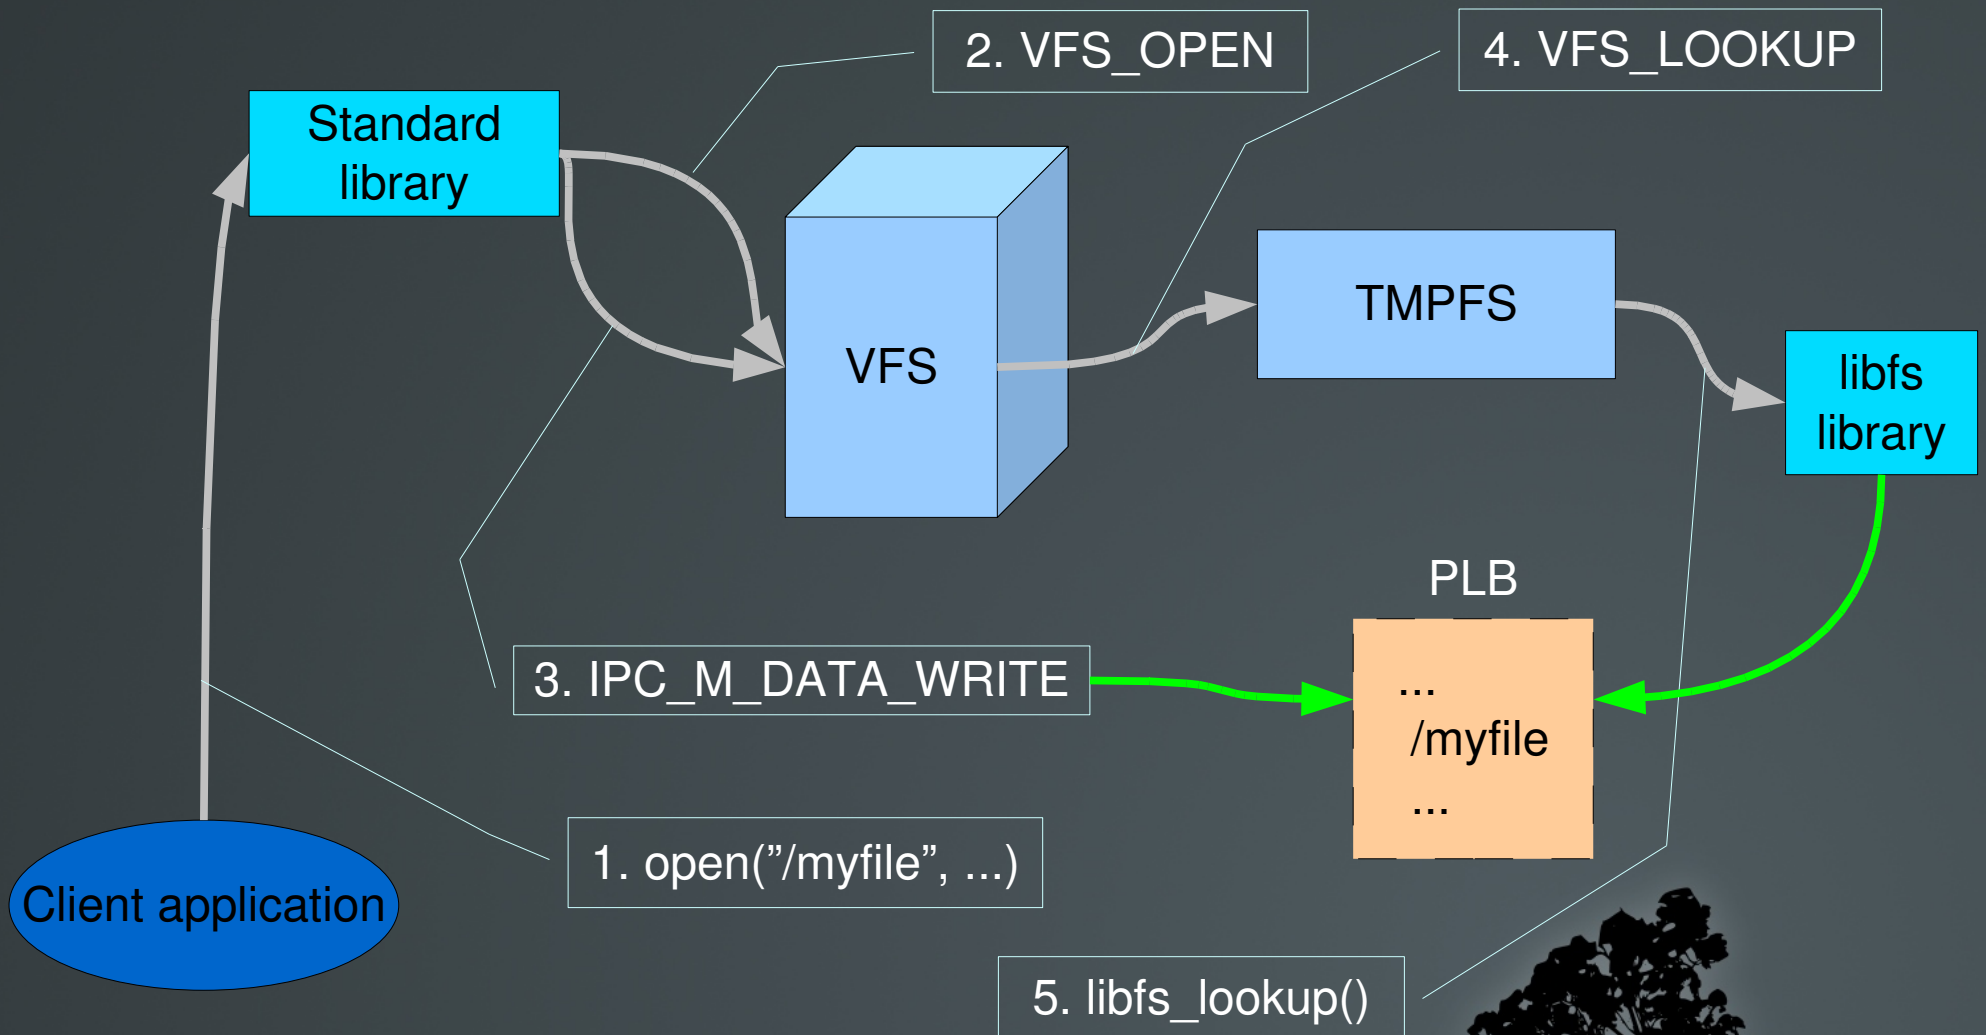 2. VFS_OPEN
4. VFS_LOOKUP
Standard
library
VFS
TMPFS
libfs
library
PLB
...
/myfile
...
3. IPC_M_DATA_WRITE
1. open(”/myfile”, ...)
Client application
5. libfs_lookup()